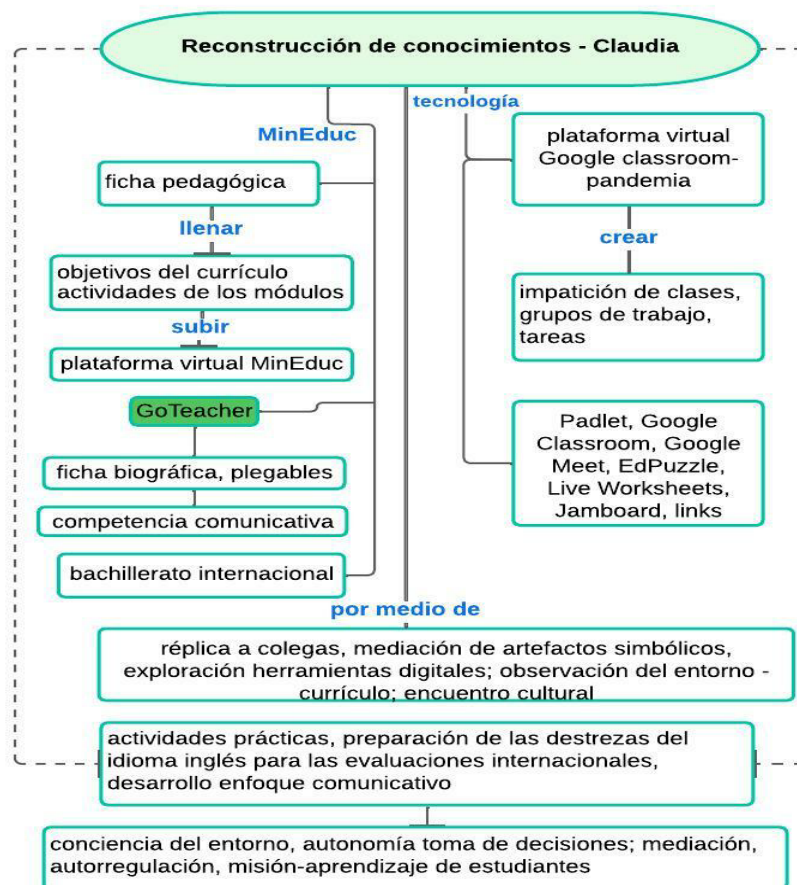 Reconstrucción de conocimientos - Claudia
tecnología
MinEduc
plataforma virtual
Google classroom-
pandemia
ficha pedagógica
llenar
crear
objetivos del currículo
actividades de los módulos
impatición de clases,
grupos de trabajo,
tareas
subir
plataforma virtual MinEduc
GoTeacher
Padlet, Google
Classroom, Google
Meet, EdPuzzle,
Live Worksheets,
Jamboard, links
ficha biográfica, plegables
competencia comunicativa
bachillerato internacional
por medio de
réplica a colegas, mediación de artefactos simbólicos,
exploración herramientas digitales; observación del entorno -
currículo; encuentro cultural
actividades prácticas, preparación de las destrezas del
idioma inglés para las evaluaciones internacionales,
desarrollo enfoque comunicativo
conciencia del entorno, autonomía toma de decisiones; mediación,
autorregulación, misión-aprendizaje de estudiantes